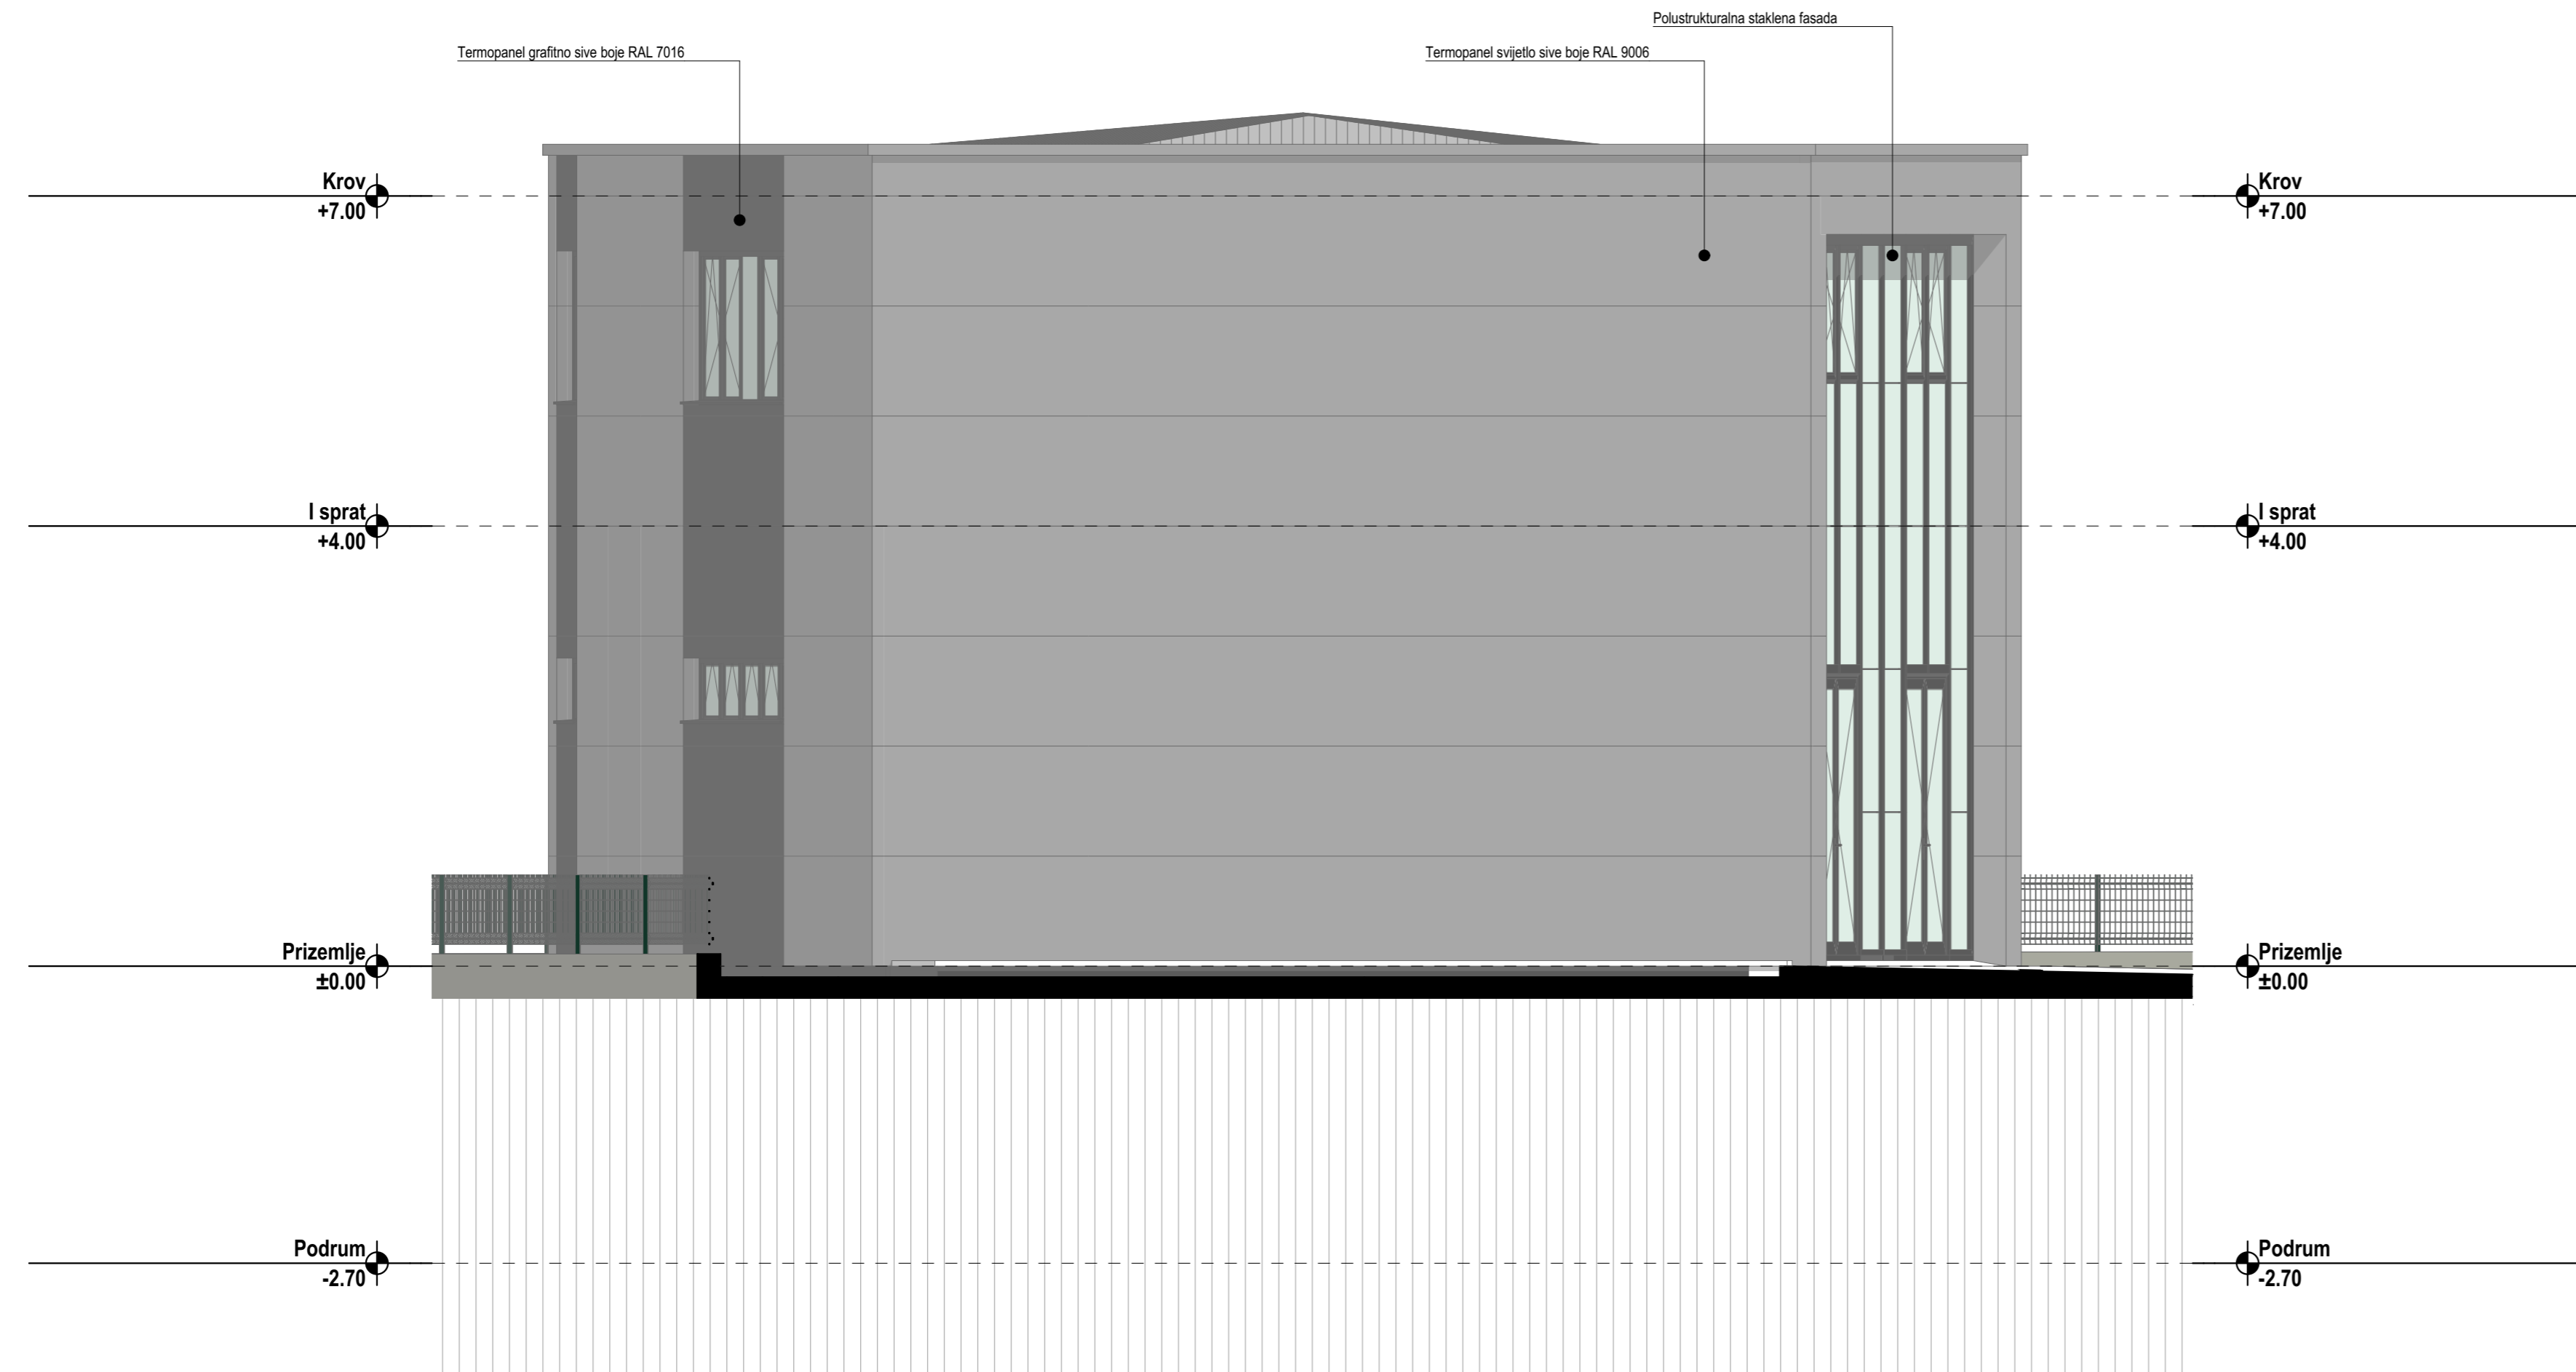 Polustrukturalna staklena fasada
Termopanel grafitno sive boje RAL 7016
Termopanel svijetlo sive boje RAL 9006
Krov
+7.00
Krov
+7.00
I sprat
+4.00
I sprat
+4.00
Prizemlje
±0.00
Prizemlje
±0.00
Podrum
-2.70
Podrum
-2.70